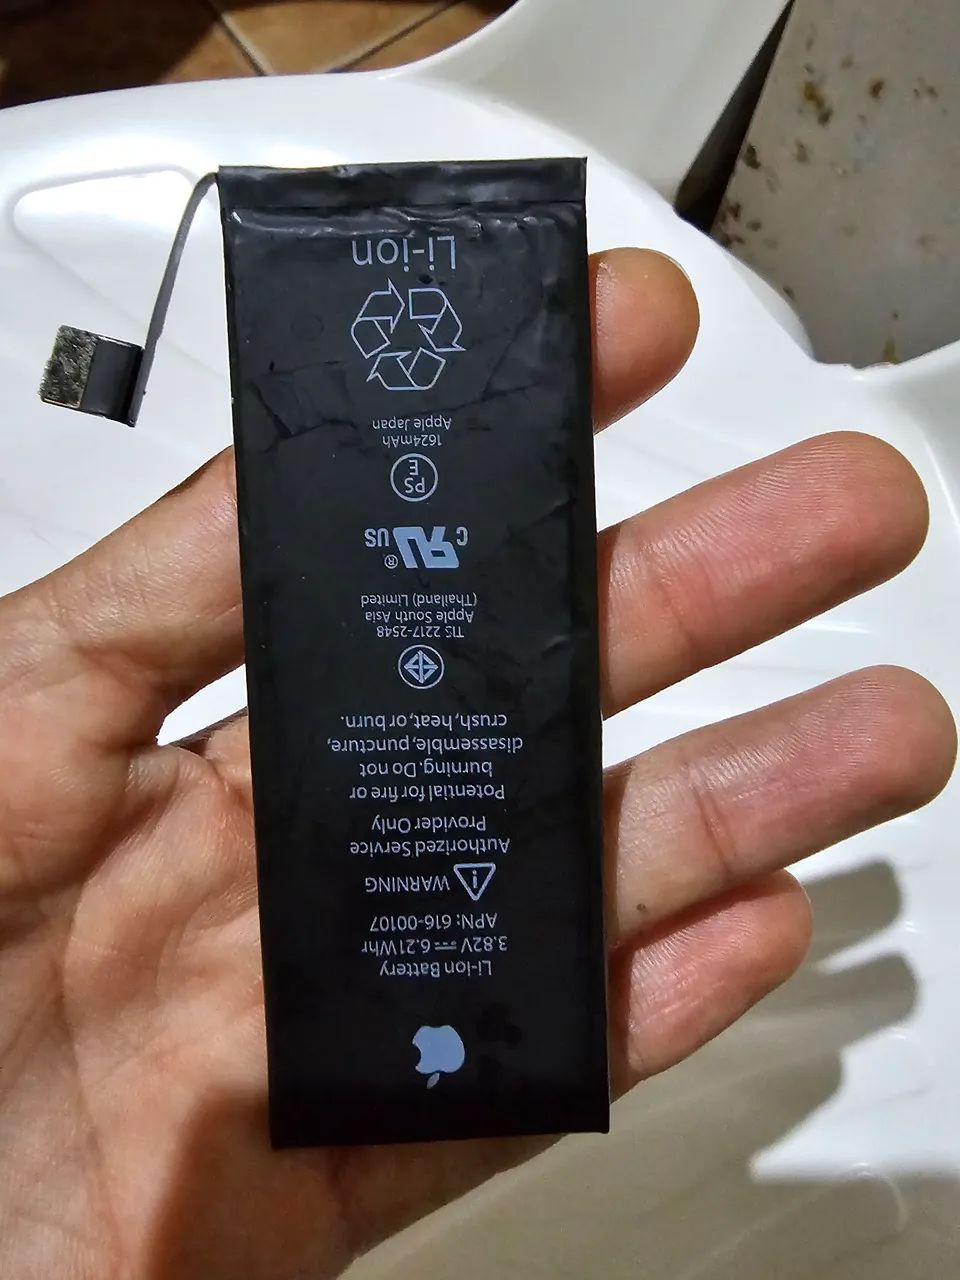 Li-ion Battery
3.82V ⎓ 6.21Whr
APN: 616-00107
WARNING
Authorized Service
Provider Only
Potential for fire or
burning. Do not
disassemble, puncture,
crush, heat, or burn.
TIS 2217-2548
Apple South Asia
(Thailand) Limited
C RU US ®
PS
E
1624mAh
Apple Japan
Li-ion